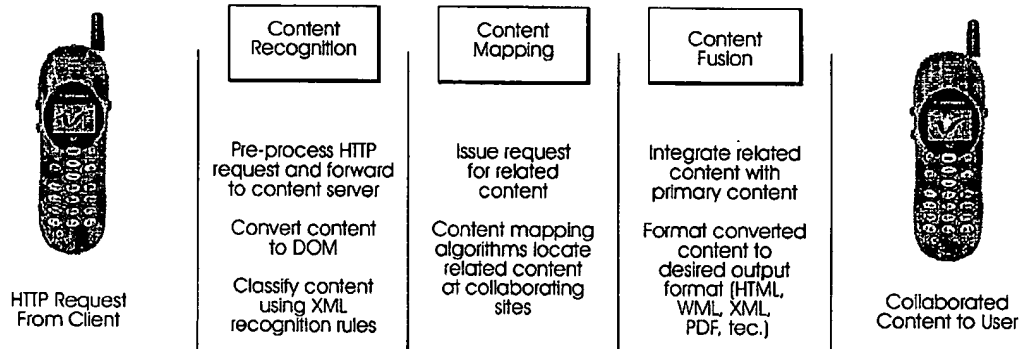 Content
Recognition
Content
Mapping
Content
Fusion
Pre-process HTTP
request and forward
to content server
Convert content
to DOM
Classify content
using XML
recognition rules
Issue request
for related
content
Content mapping
algorithms locate
related content
at collaborating
sites
Integrate related
content with
primary content
Format converted
content to
desired output
format (HTML,
WML, XML,
PDF, tec.)
HTTP Request
From Client
Collaborated
Content to User